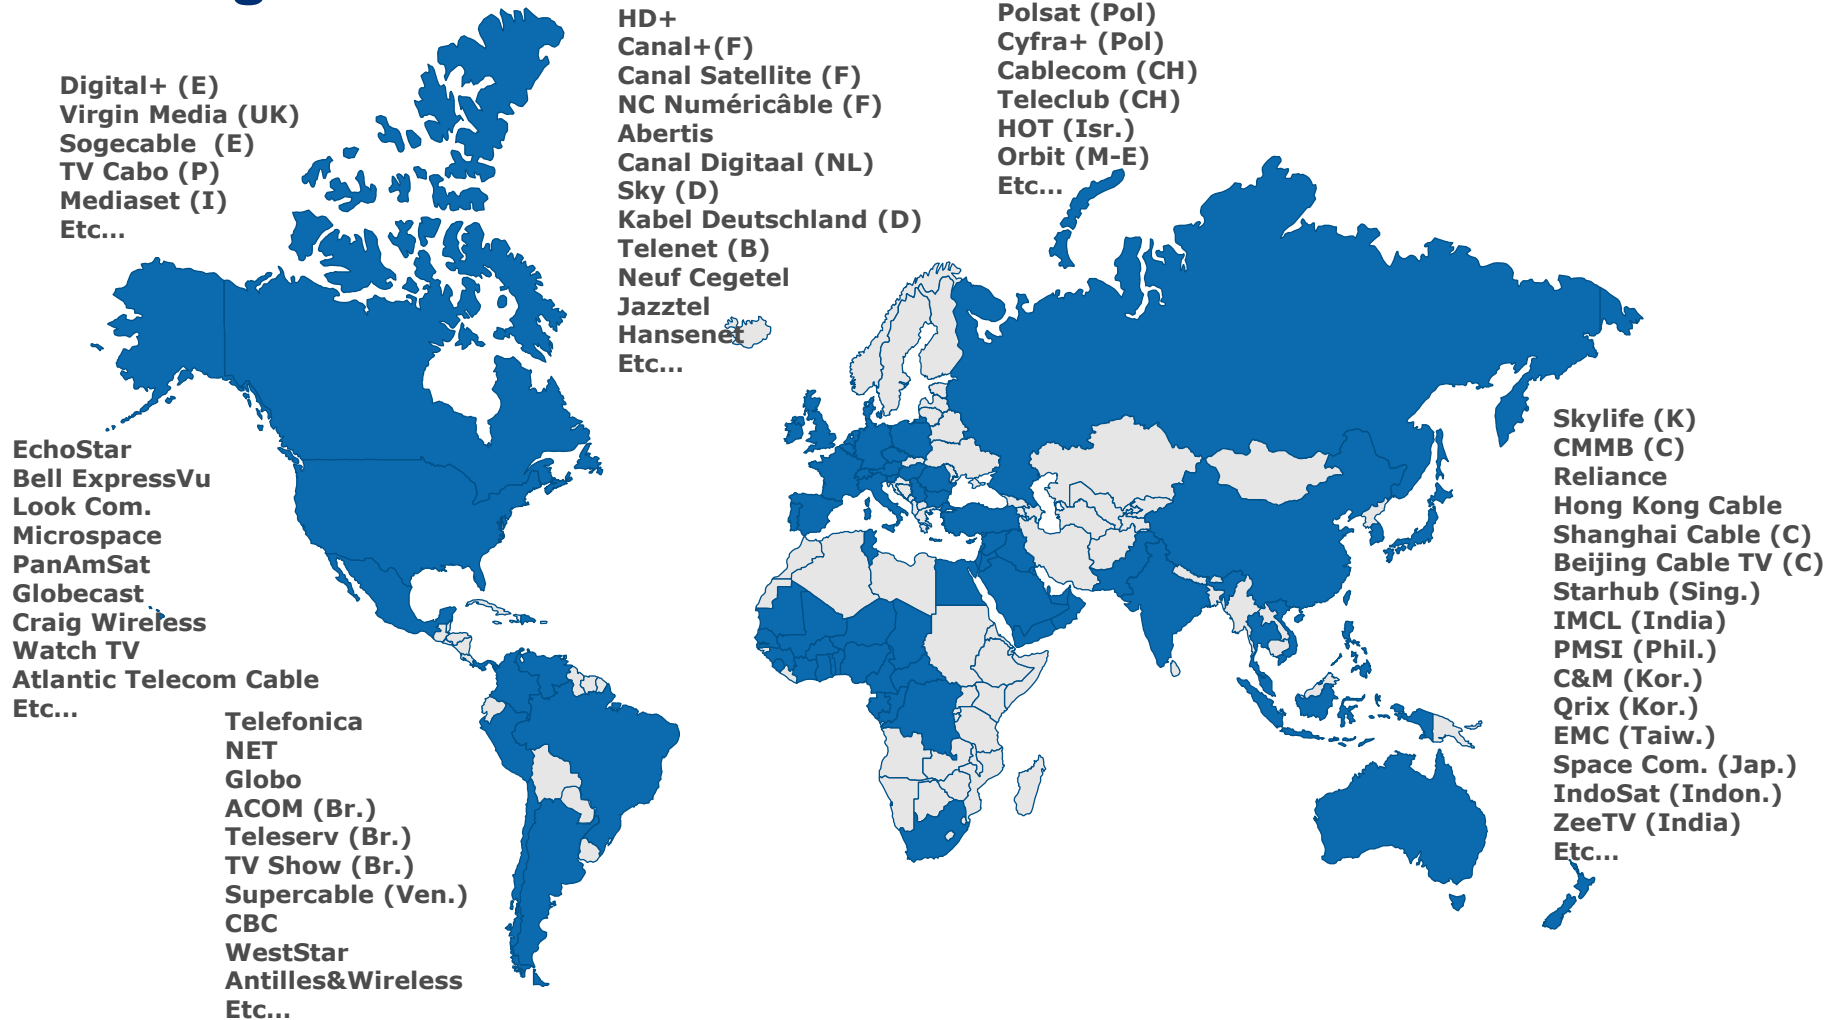 Digital+ (E)
Virgin Media (UK)
Sogecable  (E)
TV Cabo (P)
Mediaset (I)
Etc...
HD+
Canal+(F)
Canal Satellite (F)
NC Numéricâble (F)
Abertis
Canal Digitaal (NL)
Sky (D)
Kabel Deutschland (D)
Telenet (B)
Neuf Cegetel
Jazztel
Hansenet
Etc...
Polsat (Pol)
Cyfra+ (Pol)
Cablecom (CH)
Teleclub (CH)
HOT (Isr.)
Orbit (M-E)
Etc...
EchoStar
Bell ExpressVu
Look Com.
Microspace
PanAmSat
Globecast
Craig Wireless
Watch TV
Atlantic Telecom Cable
Etc...
Telefonica
NET
Globo
ACOM (Br.)
Teleserv (Br.)
TV Show (Br.)
Supercable (Ven.)
CBC
WestStar
Antilles&Wireless
Etc...
Skylife (K)
CMMB (C)
Reliance
Hong Kong Cable
Shanghai Cable (C)
Beijing Cable TV (C)
Starhub (Sing.)
IMCL (India)
PMSI (Phil.)
C&M (Kor.)
Qrix (Kor.)
EMC (Taiw.)
Space Com. (Jap.)
IndoSat (Indon.)
ZeeTV (India)
Etc...